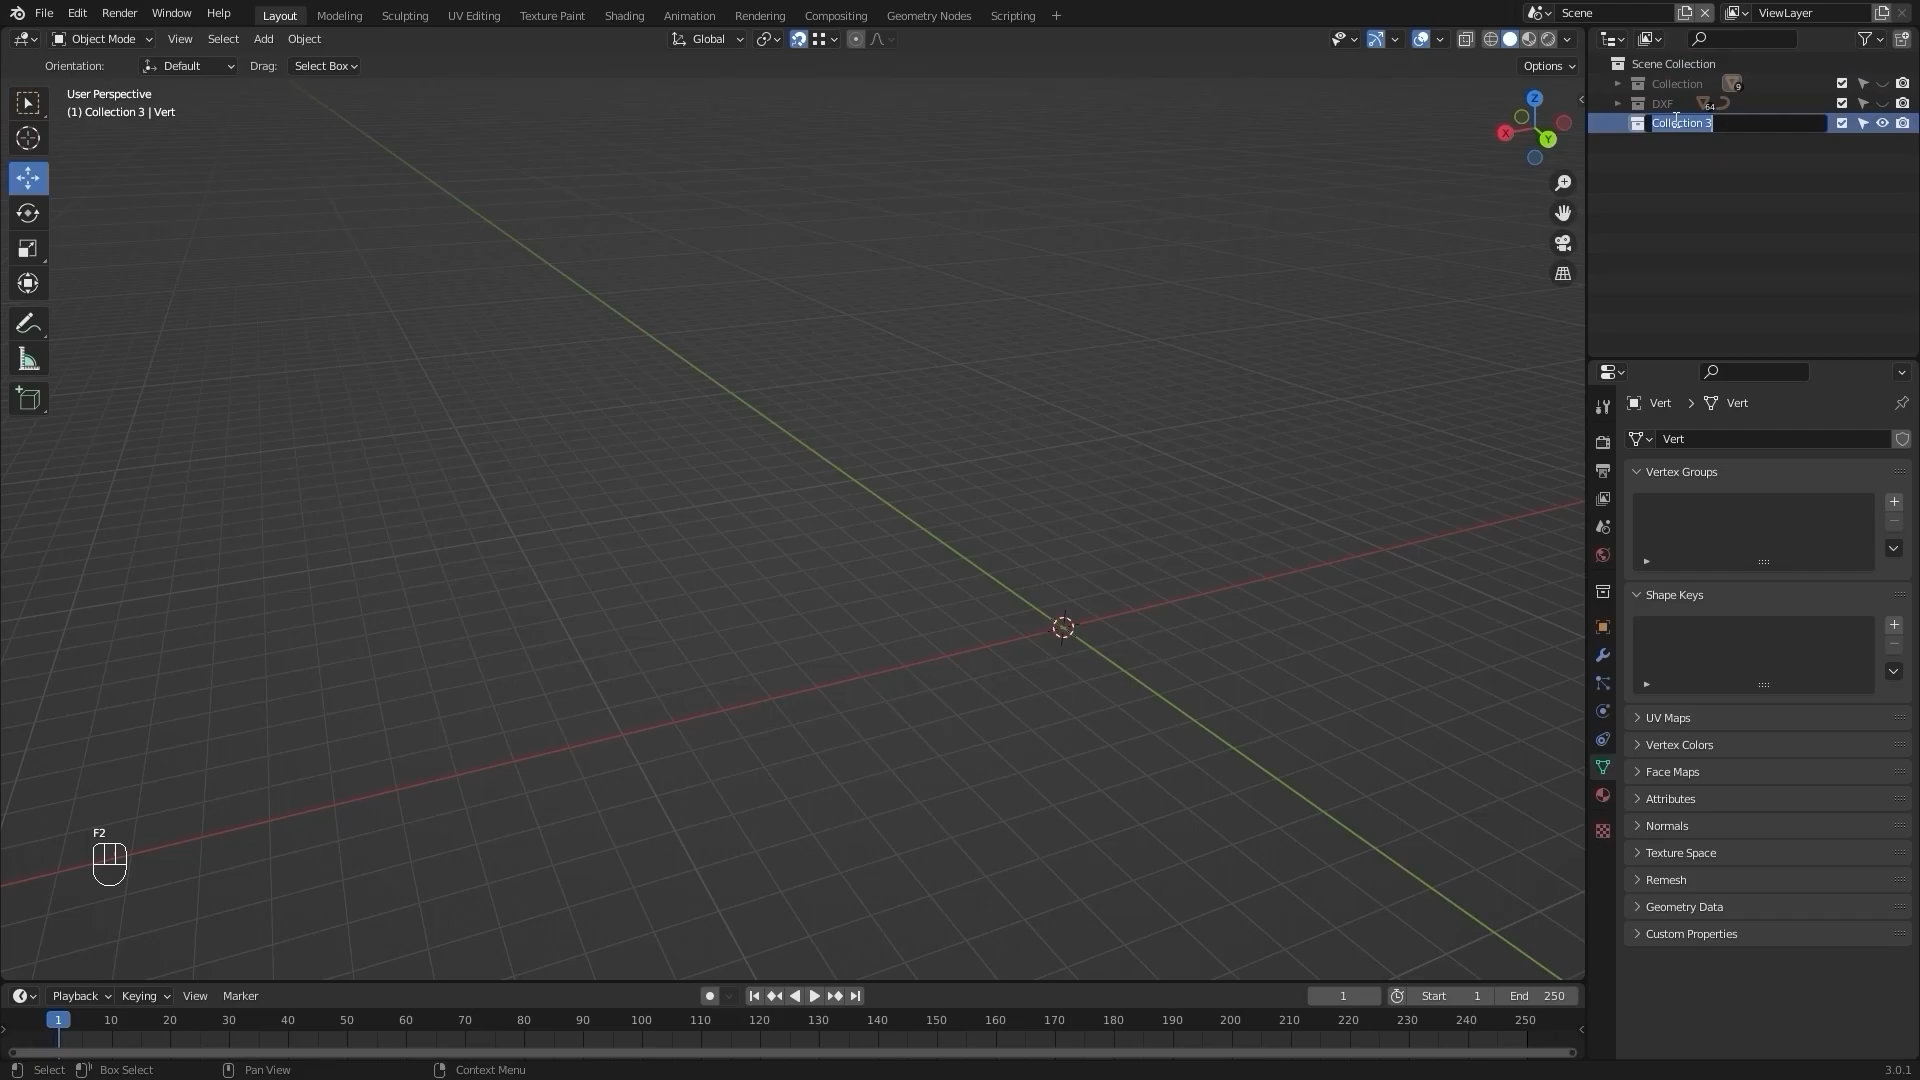 File Edit Render Window Help Layout Modeling Sculpting UV Editing Texture Paint Shading Animation Rendering Compositing Geometry Nodes Scripting + Scene ViewLayer
Object Mode View Select Add Object Global
Orientation: Default Drag: Select Box Options
User Perspective
(1) Collection 3 | Vert
Z
X
Y
Scene Collection
Collection 9
DXF 64
Collection 3
Vert > Vert
Vert
Vertex Groups
Shape Keys
UV Maps
Vertex Colors
Face Maps
Attributes
Normals
Texture Space
Remesh
Geometry Data
Custom Properties
F2
Playback Keying View Marker 1 Start 1 End 250
1 10 20 30 40 50 60 70 80 90 100 110 120 130 140 150 160 170 180 190 200 210 220 230 240 250
Select Box Select Pan View Context Menu 3.0.1